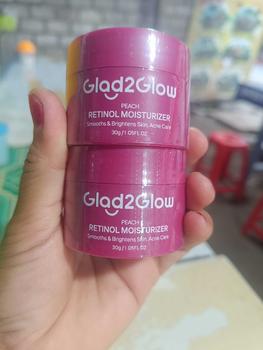 Glad2Glow
PEACH
RETINOL MOISTURIZER
Smooths & Brightens Skin, Acne Care
30g / 1.05FL.OZ
Glad2Glow
PEACH
RETINOL MOISTURIZER
Smooths & Brightens Skin, Acne Care
30g / 1.05FL.OZ